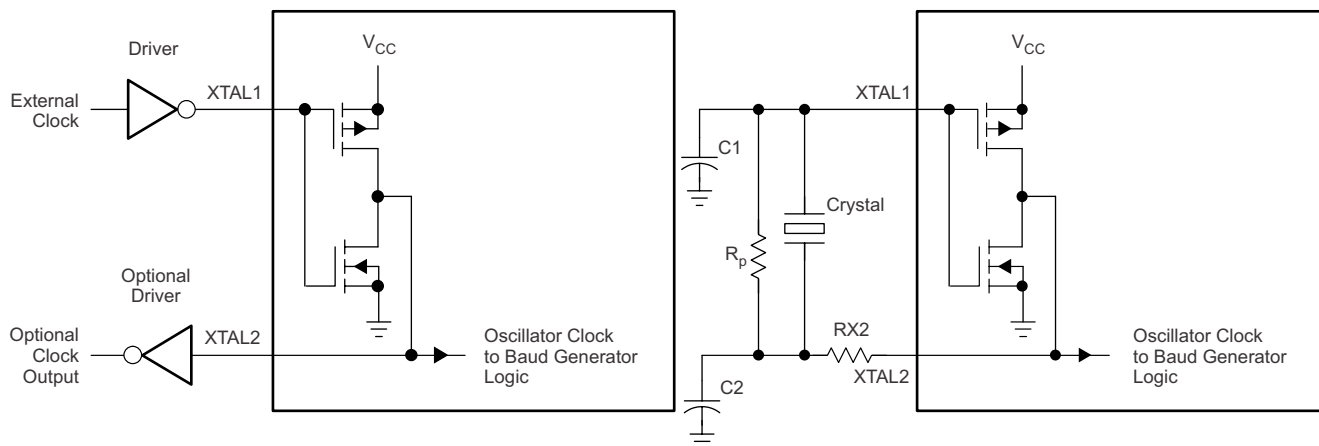 Driver
External
Clock
XTAL1
V_CC
Optional
Driver
Optional
Clock
Output
XTAL2
Oscillator Clock
to Baud Generator
Logic
C1
R_p
Crystal
C2
RX2
XTAL1
XTAL2
V_CC
Oscillator Clock
to Baud Generator
Logic